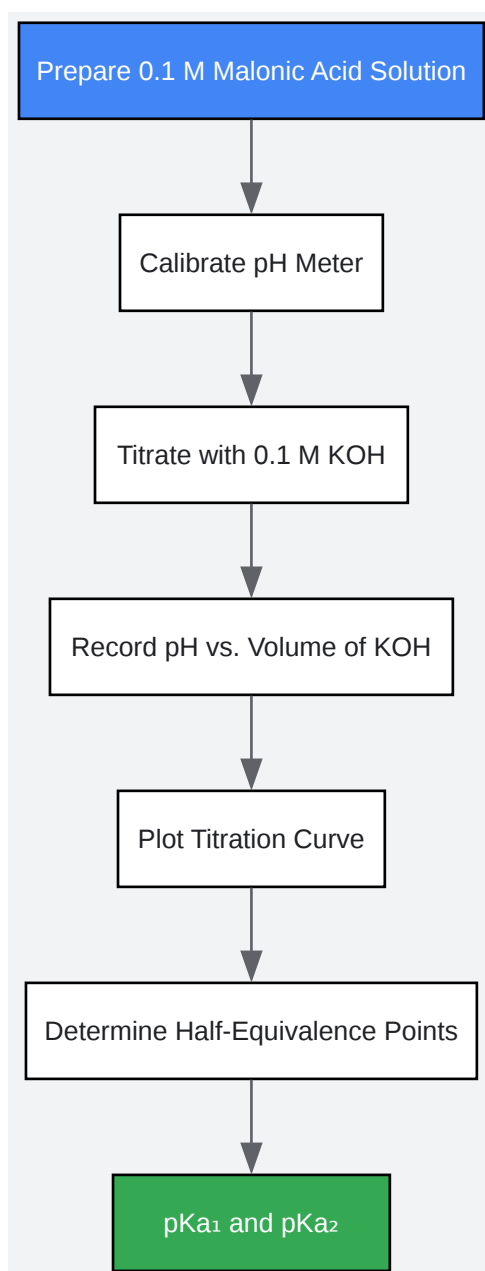 Prepare 0.1 M Malonic Acid Solution
Calibrate pH Meter
Titrate with 0.1 M KOH
Record pH vs. Volume of KOH
Plot Titration Curve
Determine Half-Equivalence Points
pKa₁ and pKa₂